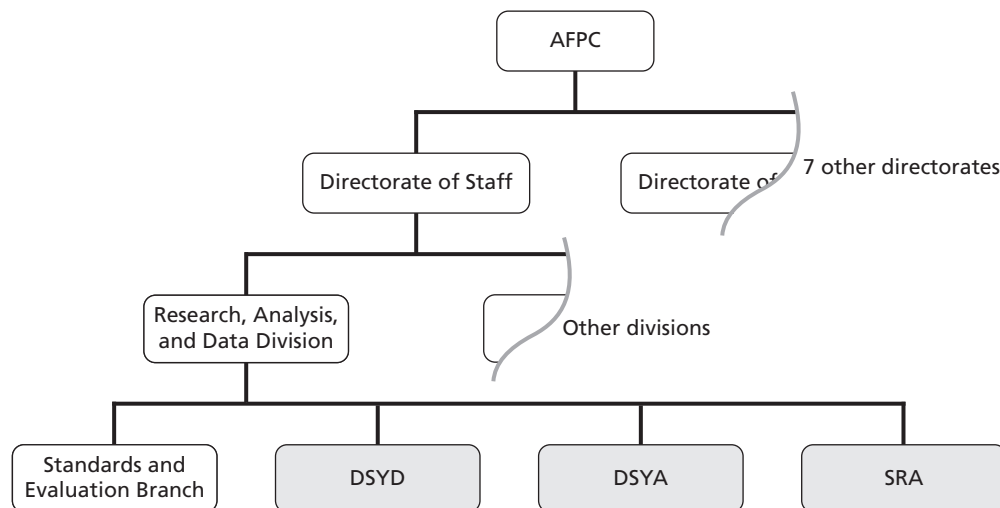 AFPC
Directorate of Staff
Directorate of
7 other directorates
Research, Analysis,
and Data Division
Other divisions
Standards and
Evaluation Branch
DSYD
DSYA
SRA